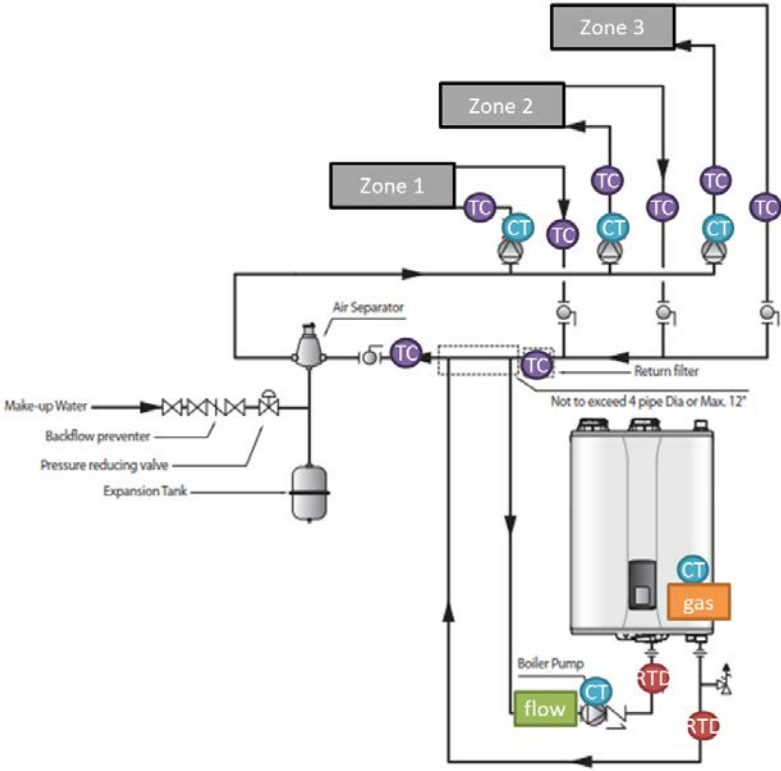 Zone 3
Zone 2
Zone 1
TC
TC
TC
TC
TC
TC
CT
CT
CT
Air Separator
TC
TC
Return filter
Not to exceed 4 pipe Dia or Max. 12"
Make-up Water
Backflow preventer
Pressure reducing valve
Expansion Tank
CT
gas
Boiler Pump
RTD
CT
flow
RTD